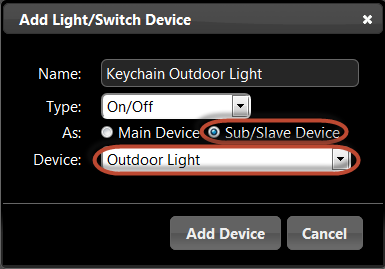 Add Light/Switch Device
Name: Keychain Outdoor Light
Type: On/Off
As: Main Device Sub/Slave Device
Device: Outdoor Light
Add Device Cancel